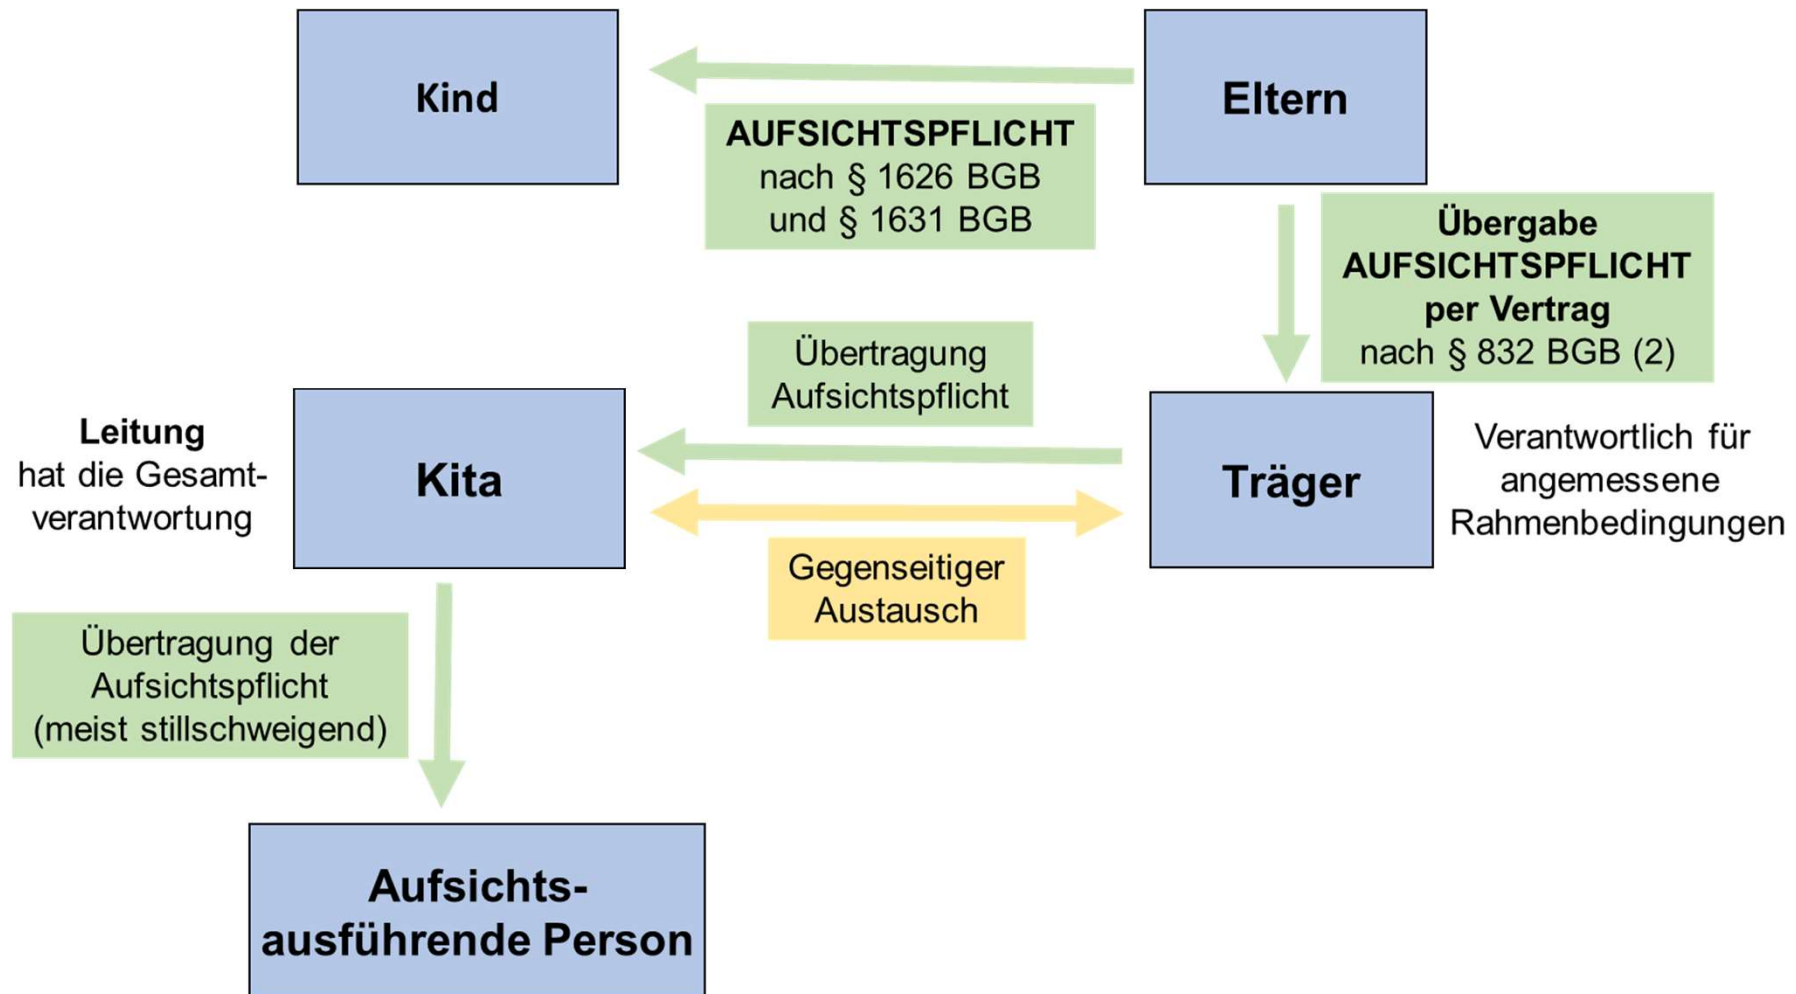 Kind
Eltern
AUFSICHTSPFLICHT
nach § 1626 BGB
und § 1631 BGB
Übergabe
AUFSICHTSPFLICHT
per Vertrag
nach § 832 BGB (2)
Übertragung
Aufsichtspflicht
Leitung
hat die Gesamt-
verantwortung
Kita
Träger
Verantwortlich für
angemessene
Rahmenbedingungen
Gegenseitiger
Austausch
Übertragung der
Aufsichtspflicht
(meist stillschweigend)
Aufsichts-
ausführende Person